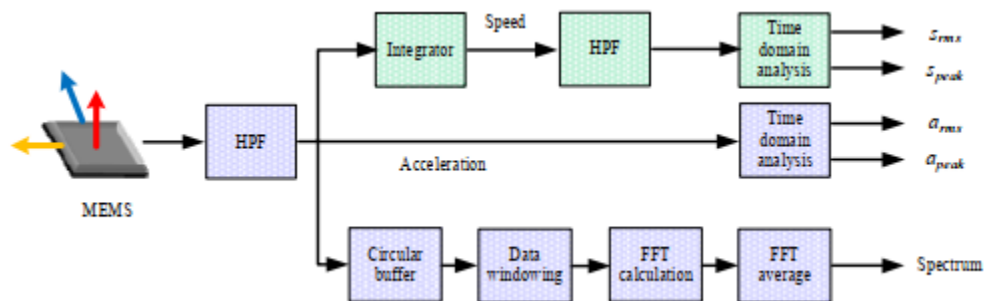 Speed
Integrator
HPF
Time
domain
analysis
s_rms
s_peak
MEMS
HPF
Acceleration
Time
domain
analysis
a_rms
a_peak
Circular
buffer
Data
windowing
FFT
calculation
FFT
average
Spectrum